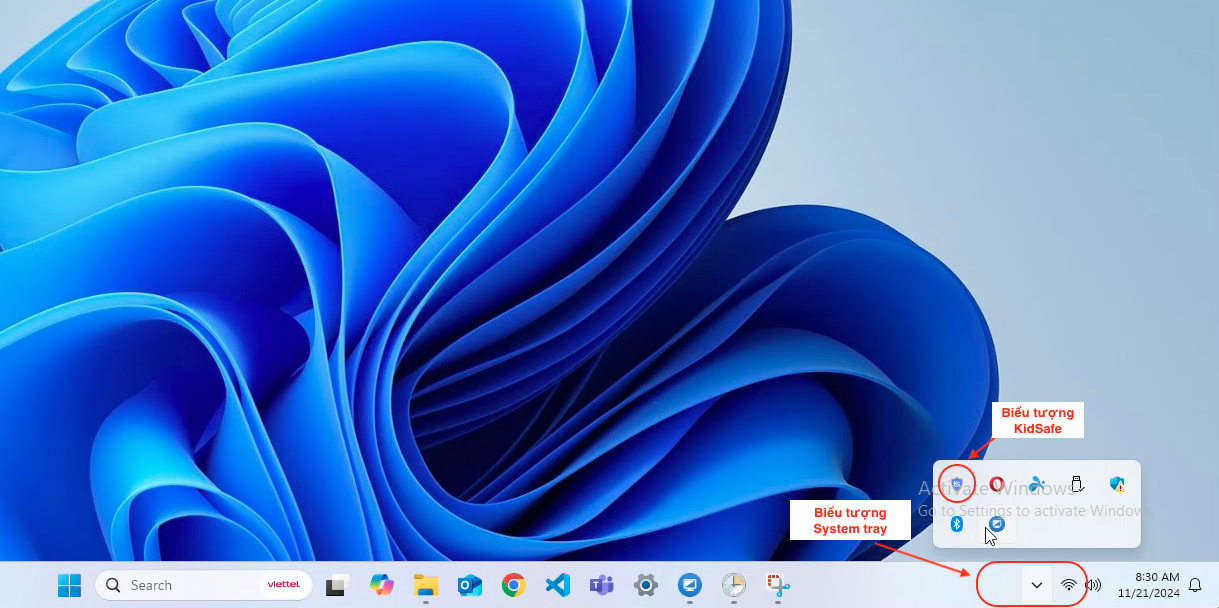 Biểu tượng
KidSafe
Activate Windows
Go to Settings to activate Windows.
Biểu tượng
System tray
Search
viettel
8:30 AM
11/21/2024